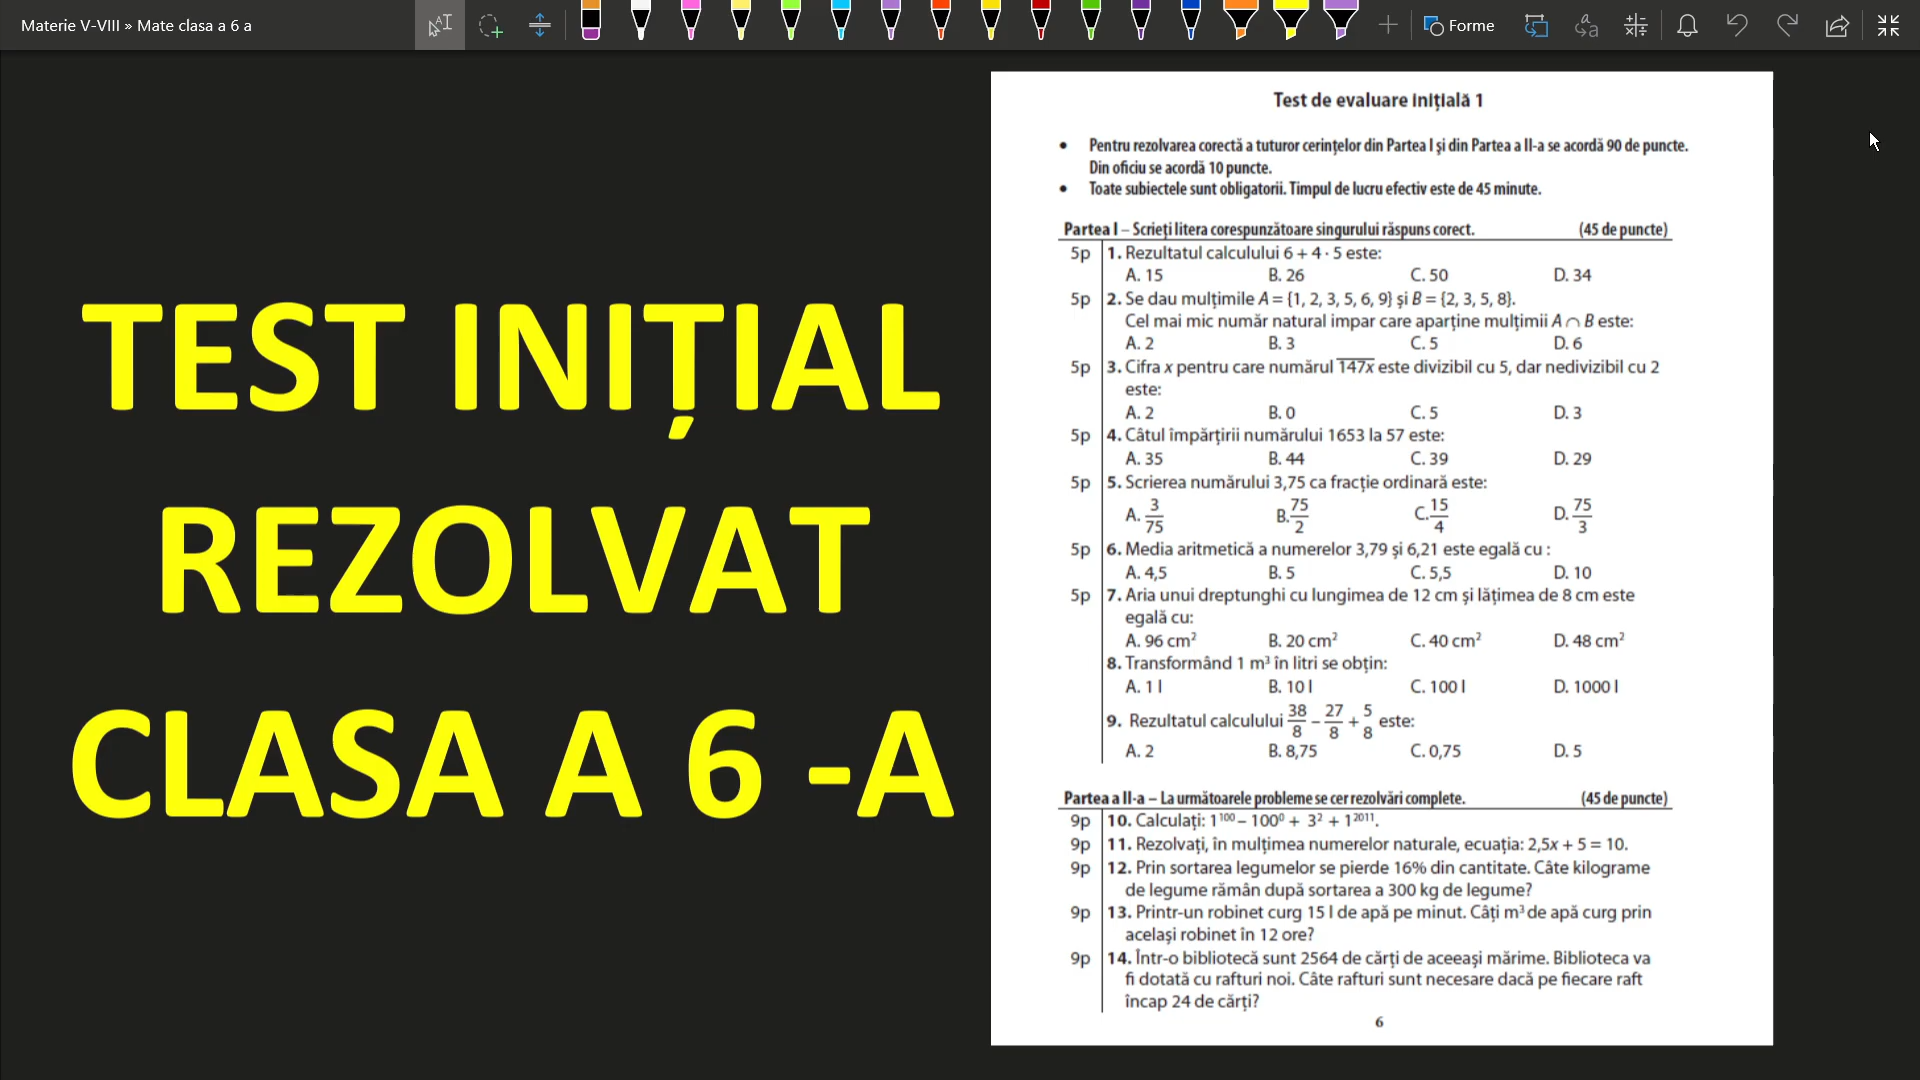 Materie V-VIII » Mate clasa a 6 a
Forme
TEST INIȚIAL
REZOLVAT
CLASA A 6 -A
Test de evaluare inițială 1
• Pentru rezolvarea corectă a tuturor cerințelor din Partea I și din Partea a II-a se acordă 90 de puncte.
Din oficiu se acordă 10 puncte.
• Toate subiectele sunt obligatorii. Timpul de lucru efectiv este de 45 minute.
Partea I – Scrieți litera corespunzătoare singurului răspuns corect. (45 de puncte)
5p 1. Rezultatul calculului 6 + 4 · 5 este:
A. 15 B. 26 C. 50 D. 34
5p 2. Se dau mulțimile A = {1, 2, 3, 5, 6, 9} și B = {2, 3, 5, 8}.
Cel mai mic număr natural impar care aparține mulțimii A ∩ B este:
A. 2 B. 3 C. 5 D. 6
5p 3. Cifra x pentru care numărul 147x este divizibil cu 5, dar nedivizibil cu 2
este:
A. 2 B. 0 C. 5 D. 3
5p 4. Câtul împărțirii numărului 1653 la 57 este:
A. 35 B. 44 C. 39 D. 29
5p 5. Scrierea numărului 3,75 ca fracție ordinară este:
A. 3/75 B. 75/2 C. 15/4 D. 75/3
5p 6. Media aritmetică a numerelor 3,79 și 6,21 este egală cu :
A. 4,5 B. 5 C. 5,5 D. 10
5p 7. Aria unui dreptunghi cu lungimea de 12 cm și lățimea de 8 cm este
egală cu:
A. 96 cm² B. 20 cm² C. 40 cm² D. 48 cm²
8. Transformând 1 m³ în litri se obțin:
A. 1 l B. 10 l C. 100 l D. 1000 l
9. Rezultatul calculului 38/8 – 27/8 + 5/8 este:
A. 2 B. 8,75 C. 0,75 D. 5
Partea a II-a – La următoarele probleme se cer rezolvări complete. (45 de puncte)
9p 10. Calculați: 1¹⁰⁰ – 100⁰ + 3² + 1²⁰¹¹.
9p 11. Rezolvați, în mulțimea numerelor naturale, ecuația: 2,5x + 5 = 10.
9p 12. Prin sortarea legumelor se pierde 16% din cantitate. Câte kilograme
de legume rămân după sortarea a 300 kg de legume?
9p 13. Printr-un robinet curg 15 l de apă pe minut. Câți m³ de apă curg prin
același robinet în 12 ore?
9p 14. Într-o bibliotecă sunt 2564 de cărți de aceeași mărime. Biblioteca va
fi dotată cu rafturi noi. Câte rafturi sunt necesare dacă pe fiecare raft
încap 24 de cărți?
6